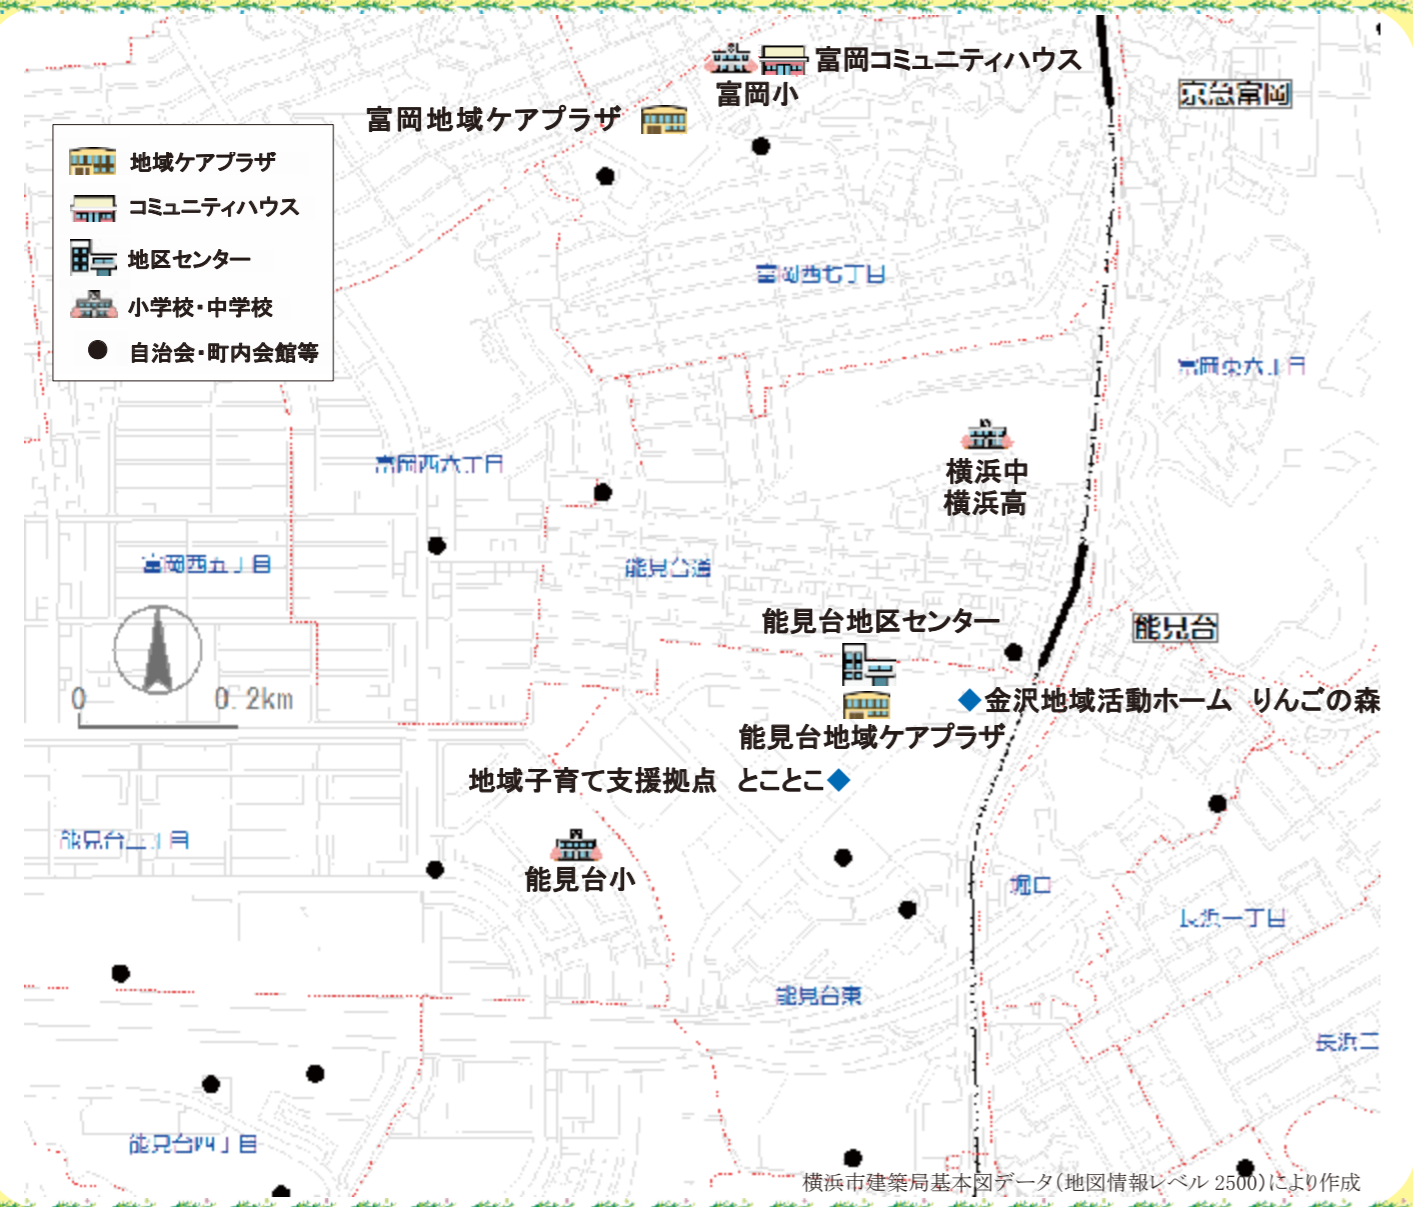 富岡コミュニティハウス
富岡小
京急富岡
富岡地域ケアプラザ
地域ケアプラザ
コミュニティハウス
地区センター
小学校・中学校
自治会・町内会館等
富岡西七丁目
富岡東六丁目
富岡西六丁目
横浜中
横浜高
富岡西五丁目
能見台通
能見台地区センター
能見台
0 0.2km
金沢地域活動ホーム りんごの森
能見台地域ケアプラザ
地域子育て支援拠点 とことこ
能見台小
堀口
長浜一丁目
能見台東
長浜二
能見台四丁目
横浜市建築局基本図データ(地図情報レベル 2500)により作成